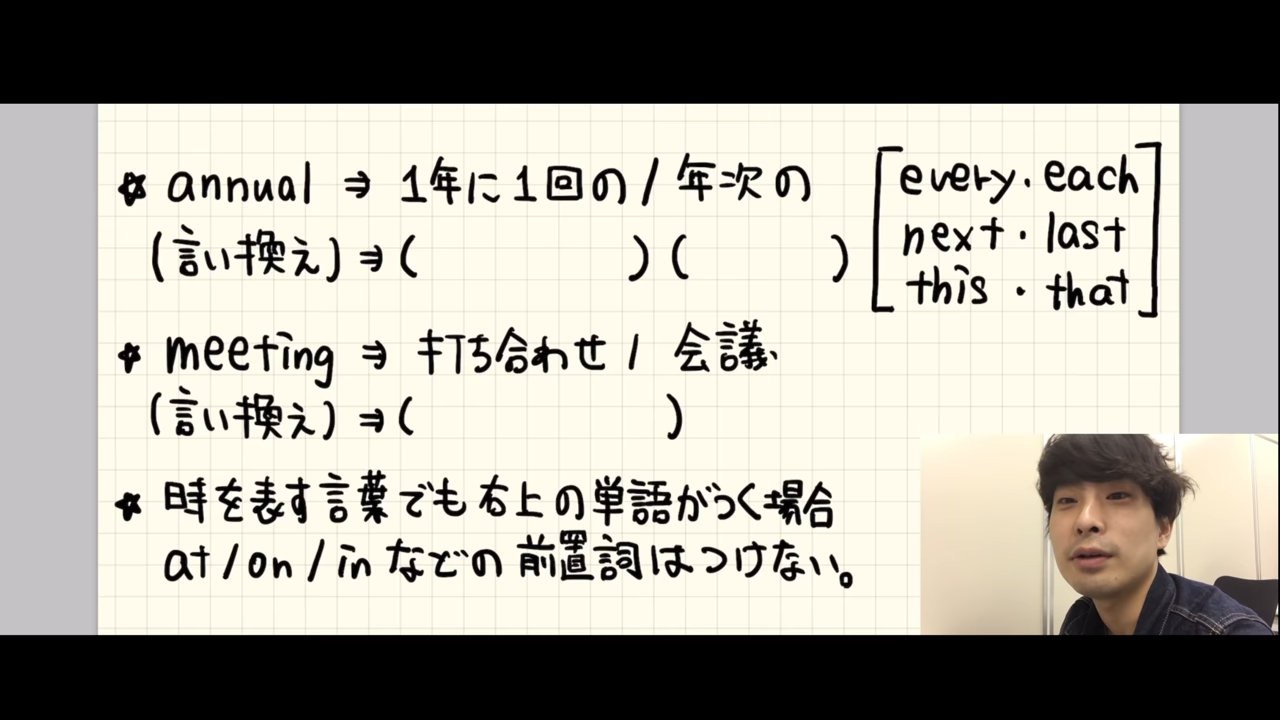 ☆ annual ⇒ 1年に1回の / 年次の
(言い換え) ⇒ (　　　　　) (　　　　)
[every・each
next・last
this・that]
☆ meeting ⇒ 打ち合わせ / 会議
(言い換え) ⇒ (　　　　　　)
☆ 時を表す言葉でも右上の単語がつく場合
at / on / in などの前置詞はつけない。